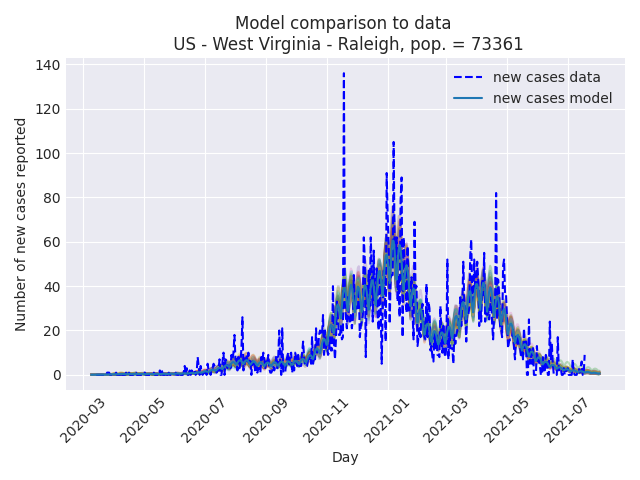 Model comparison to data
US - West Virginia - Raleigh, pop. = 73361
new cases data
new cases model
Number of new cases reported
140
120
100
80
60
40
20
0
2020-03
2020-05
2020-07
2020-09
2020-11
2021-01
2021-03
2021-05
2021-07
Day